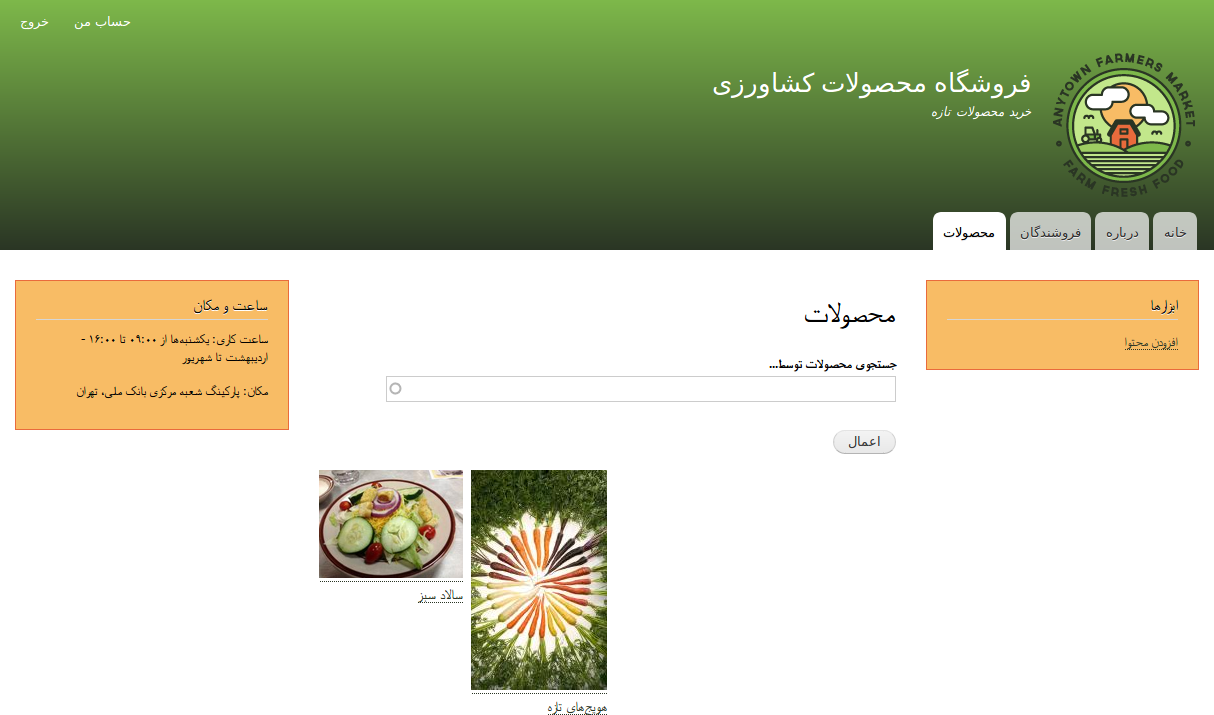 حساب من
خروج
ANYTOWN FARMERS MARKET
FARM FRESH FOOD
فروشگاه محصولات کشاورزی
خرید محصولات تازه
خانه
درباره
فروشندگان
محصولات
ابزارها
افزودن محتوا
محصولات
جستجوی محصولات توسط...
اعمال
هویج‌های تازه
سالاد سبز
ساعت و مکان
ساعت کاری: یکشنبه‌ها از ۰۹:۰۰ تا ۱۶:۰۰ -
اردیبهشت تا شهریور
مکان: پارکینگ شعبه مرکزی بانک ملی، تهران